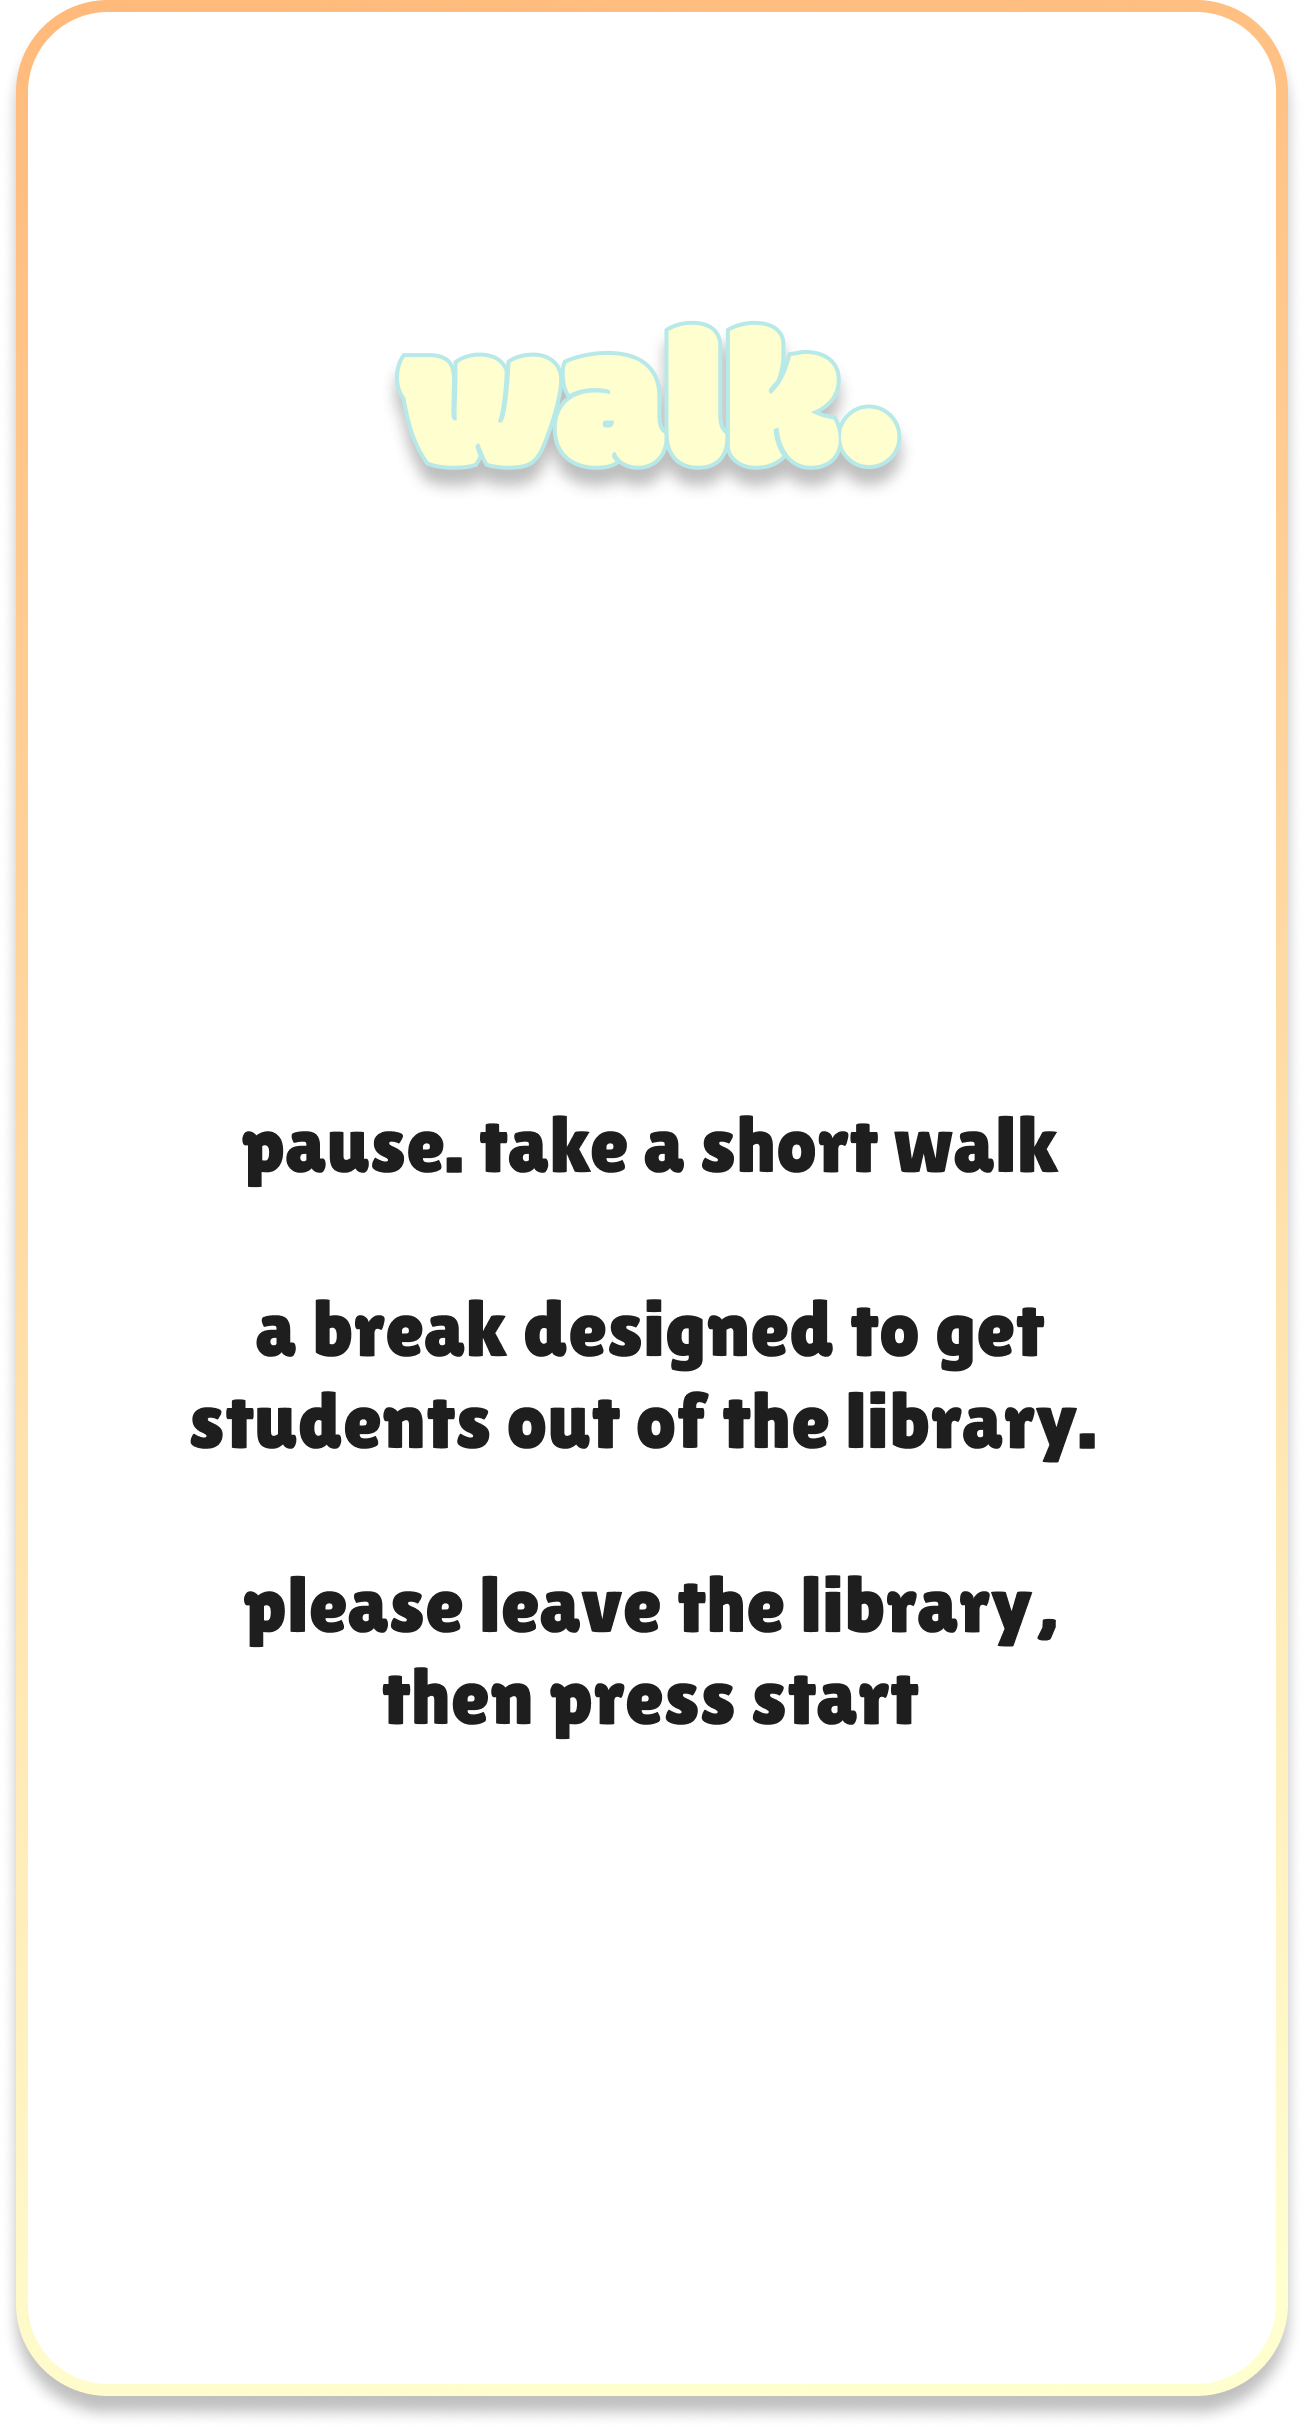 walk.
pause. take a short walk
a break designed to get
students out of the library.
please leave the library,
then press start